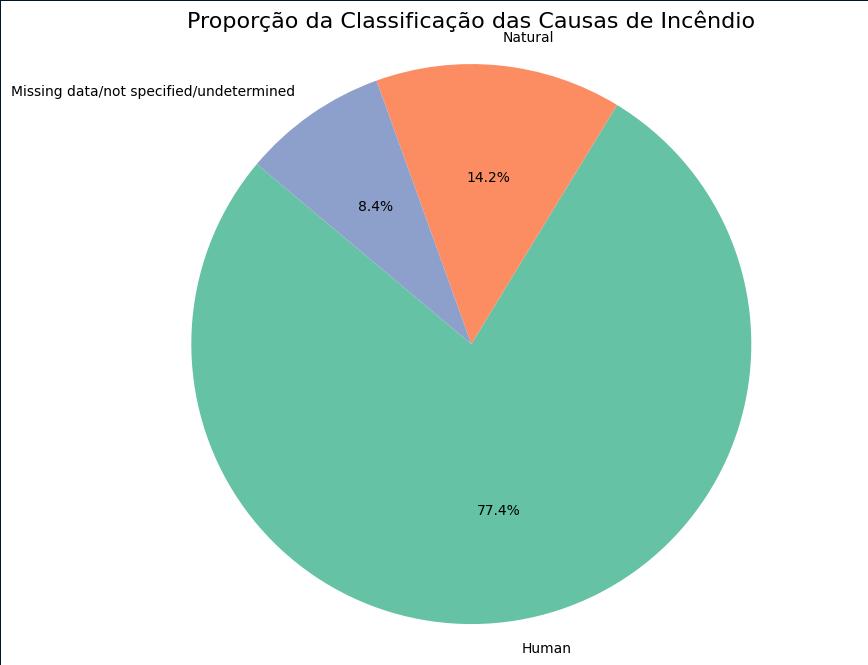 Proporção da Classificação das Causas de Incêndio
Natural
Missing data/not specified/undetermined
14.2%
8.4%
77.4%
Human